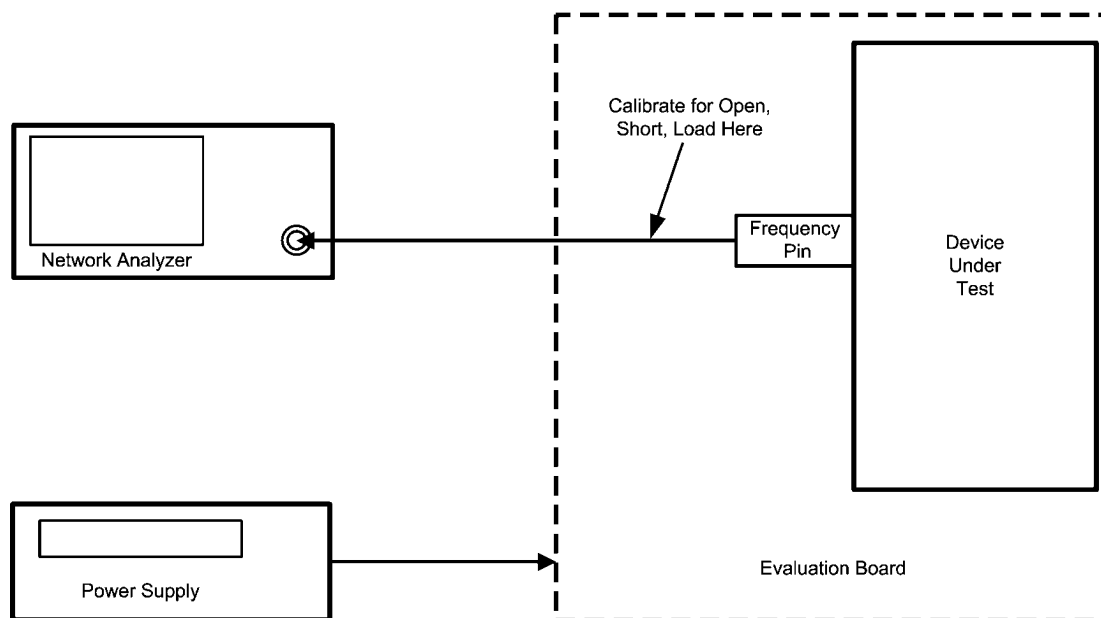 Calibrate for Open,
Short, Load Here
Network Analyzer
Frequency
Pin
Device
Under
Test
Power Supply
Evaluation Board